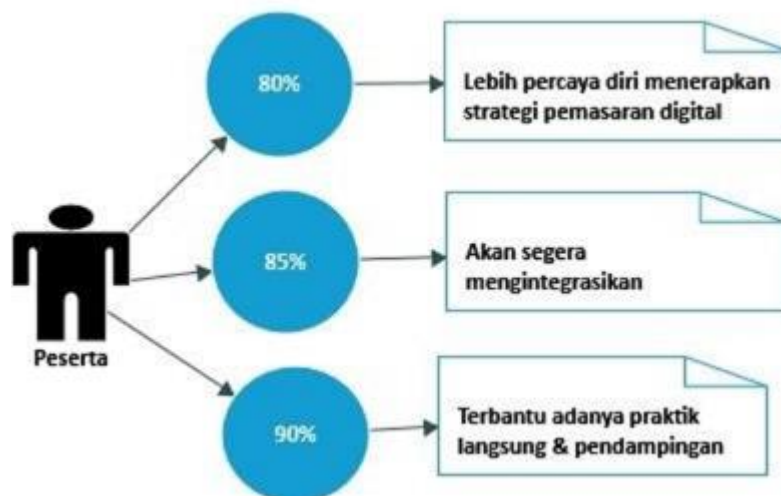 80%
Lebih percaya diri menerapkan
strategi pemasaran digital
85%
Akan segera
mengintegrasikan
Peserta
90%
Terbantu adanya praktik
langsung & pendampingan